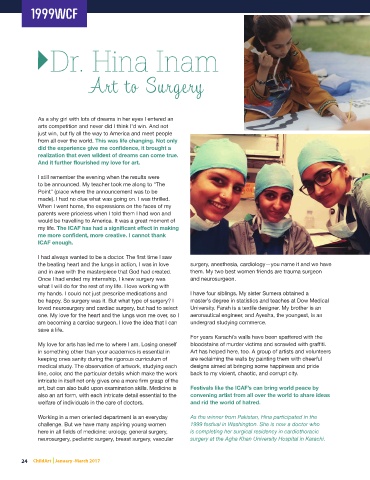 1999WCF
Dr. Hina Inam
Art to Surgery
As a shy girl with lots of dreams in her eyes I entered an
arts competition and never did I think I'd win. And not
just win, but fly all the way to America and meet people
from all over the world. This was life changing. Not only
did the experience give me confidence, it brought a
realization that even wildest of dreams can come true.
And it further flourished my love for art.
I still remember the evening when the results were
to be announced. My teacher took me along to "The
Point" (place where the announcement was to be
made). I had no clue what was going on. I was thrilled.
When I went home, the expressions on the faces of my
parents were priceless when I told them I had won and
would be travelling to America. It was a great moment of
my life. The ICAF has had a significant effect in making
me more confident, more creative. I cannot thank
ICAF enough.
I had always wanted to be a doctor. The first time I saw
the beating heart and the lungs in action, I was in love
and in awe with the masterpiece that God had created.
Once I had ended my internship, I knew surgery was
what I will do for the rest of my life. I love working with
my hands. I could not just prescribe medications and
be happy. So surgery was it. But what type of surgery? I
loved neurosurgery and cardiac surgery, but had to select
one. My love for the heart and the lungs won me over, so I
am becoming a cardiac surgeon. I love the idea that I can
save a life.
My love for arts has led me to where I am. Losing oneself
in something other than your academics is essential in
keeping ones sanity during the rigorous curriculum of
medical study. The observation of artwork, studying each
line, color, and the particular details which make the work
intricate in itself not only gives one a more firm grasp of the
art, but can also build upon examination skills. Medicine is
also an art form, with each intricate detail essential to the
welfare of individuals in the care of doctors.
Working in a men oriented department is an everyday
challenge. But we have many aspiring young women
here in all fields of medicine: urology, general surgery,
neurosurgery, pediatric surgery, breast surgery, vascular
surgery, anesthesia, cardiology—you name it and we have
them. My two best women friends are trauma surgeon
and neurosurgeon.
I have four siblings. My sister Sumera obtained a
master's degree in statistics and teaches at Dow Medical
University. Farah is a textile designer. My brother is an
aeronautical engineer, and Ayesha, the youngest, is an
undergrad studying commerce.
For years Karachi's walls have been spattered with the
bloodstains of murder victims and scrawled with graffiti.
Art has helped here, too. A group of artists and volunteers
are reclaiming the walls by painting them with cheerful
designs aimed at bringing some happiness and pride
back to my violent, chaotic, and corrupt city.
Festivals like the ICAF's can bring world peace by
convening artist from all over the world to share ideas
and rid the world of hatred.
As the winner from Pakistan, Hina participated in the
1999 festival in Washington. She is now a doctor who
is completing her surgical residency in cardiothoracic
surgery at the Agha Khan University Hospital in Karachi.
24 ChildArt | January-March 2017